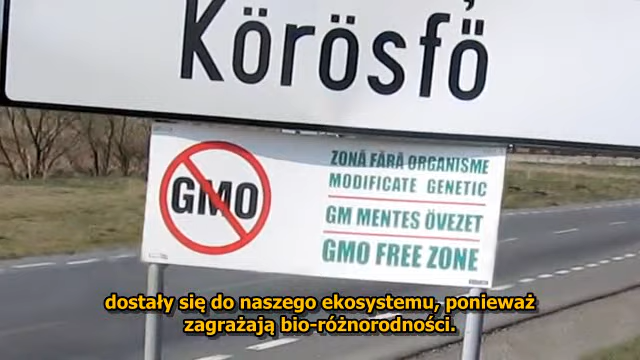 Körösfő
GMO
ZONĂ FĂRĂ ORGANISME
MODIFICATE GENETIC
GM MENTES ÖVEZET
GMO FREE ZONE
dostały się do naszego ekosystemu, ponieważ
zagrażają bio-różnorodności.